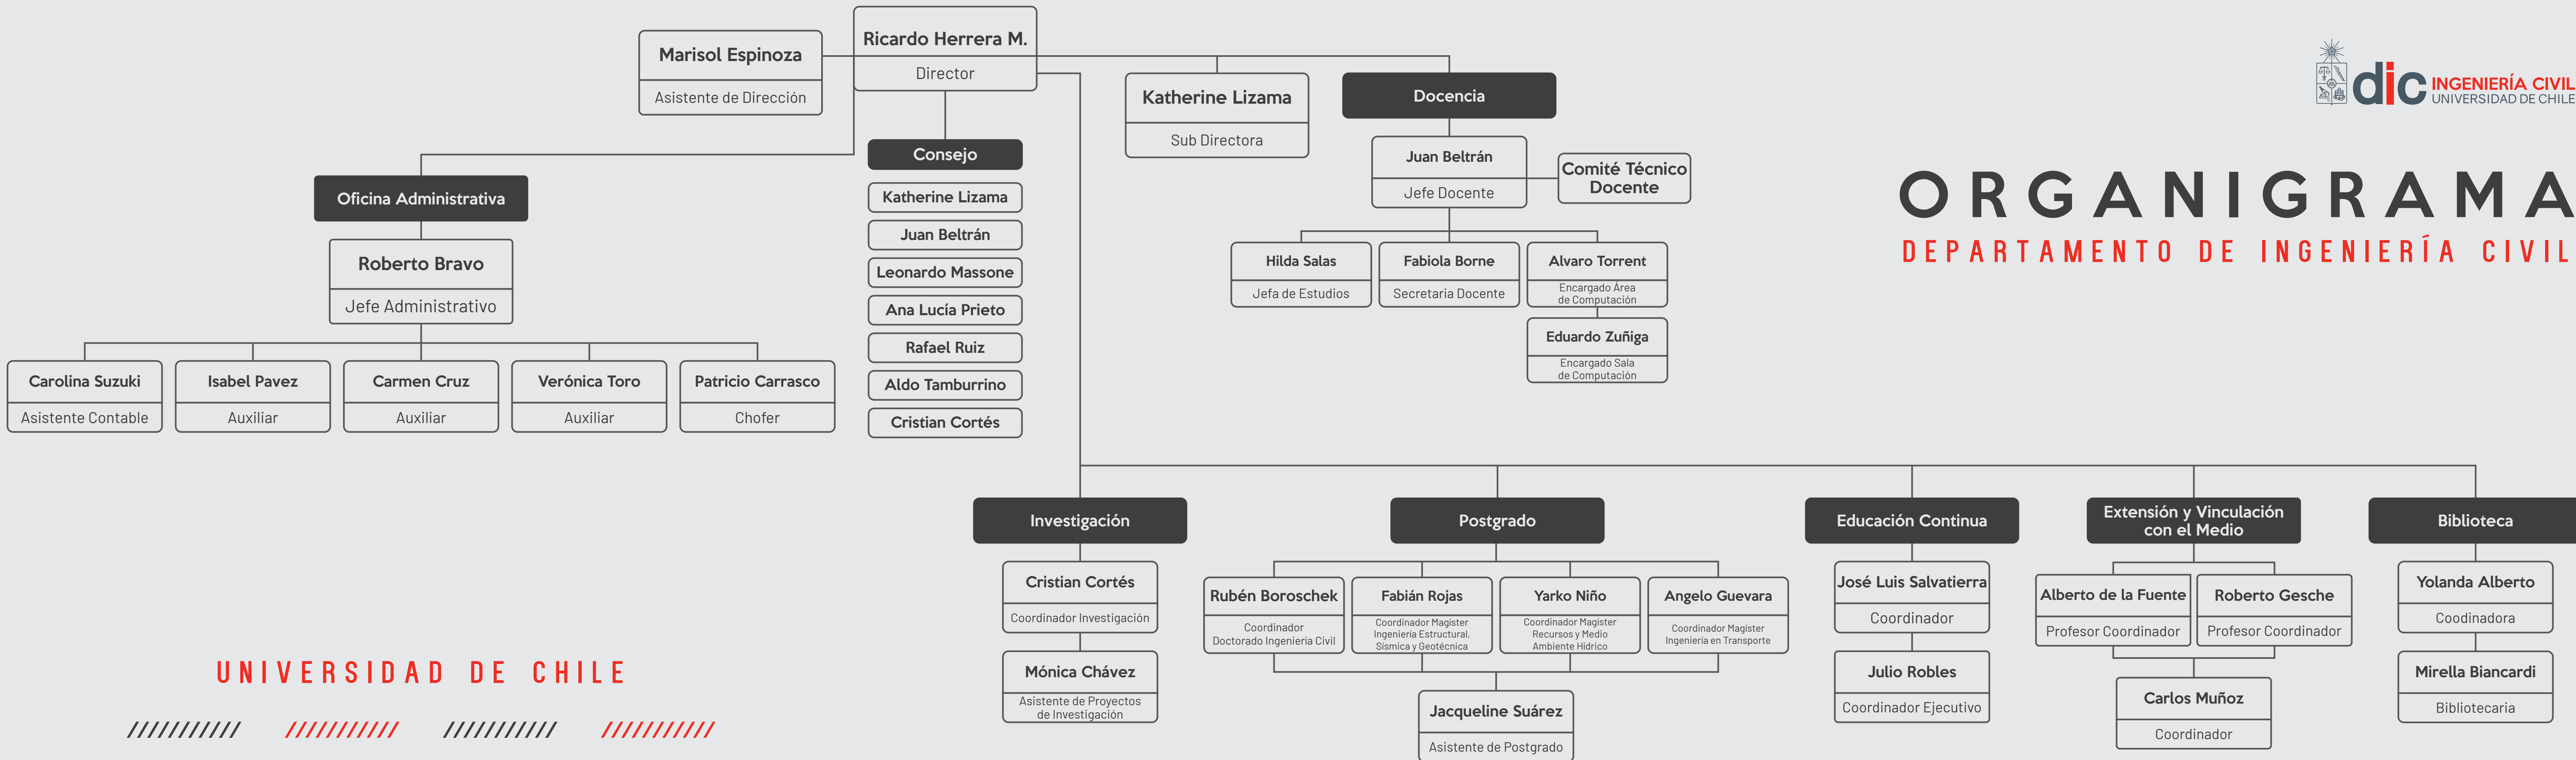 Marisol Espinoza
Asistente de Dirección
Ricardo Herrera M.
Director
Katherine Lizama
Sub Directora
Docencia
Juan Beltrán
Jefe Docente
Comité Técnico
Docente
Hilda Salas
Jefa de Estudios
Fabiola Borne
Secretaria Docente
Alvaro Torrent
Encargado Área
de Computación
Eduardo Zuñiga
Encargado Sala
de Computación
dic
INGENIERÍA CIVIL
UNIVERSIDAD DE CHILE
ORGANIGRAMA
DEPARTAMENTO DE INGENIERÍA CIVIL
Consejo
Katherine Lizama
Juan Beltrán
Leonardo Massone
Ana Lucía Prieto
Rafael Ruiz
Aldo Tamburrino
Cristian Cortés
Oficina Administrativa
Roberto Bravo
Jefe Administrativo
Carolina Suzuki
Asistente Contable
Isabel Pavez
Auxiliar
Carmen Cruz
Auxiliar
Verónica Toro
Auxiliar
Patricio Carrasco
Chofer
Investigación
Cristian Cortés
Coordinador Investigación
Mónica Chávez
Asistente de Proyectos
de Investigación
Postgrado
Rubén Boroschek
Coordinador
Doctorado Ingeniería Civil
Fabián Rojas
Coordinador Magíster
Ingeniería Estructural,
Sísmica y Geotécnica
Yarko Niño
Coordinador Magíster
Recursos y Medio
Ambiente Hídrico
Angelo Guevara
Coordinador Magíster
Ingeniería en Transporte
Jacqueline Suárez
Asistente de Postgrado
Educación Continua
José Luis Salvatierra
Coordinador
Julio Robles
Coordinador Ejecutivo
Extensión y Vinculación
con el Medio
Alberto de la Fuente
Profesor Coordinador
Roberto Gesche
Profesor Coordinador
Carlos Muñoz
Coordinador
Biblioteca
Yolanda Alberto
Coodinadora
Mirella Biancardi
Bibliotecaria
UNIVERSIDAD DE CHILE